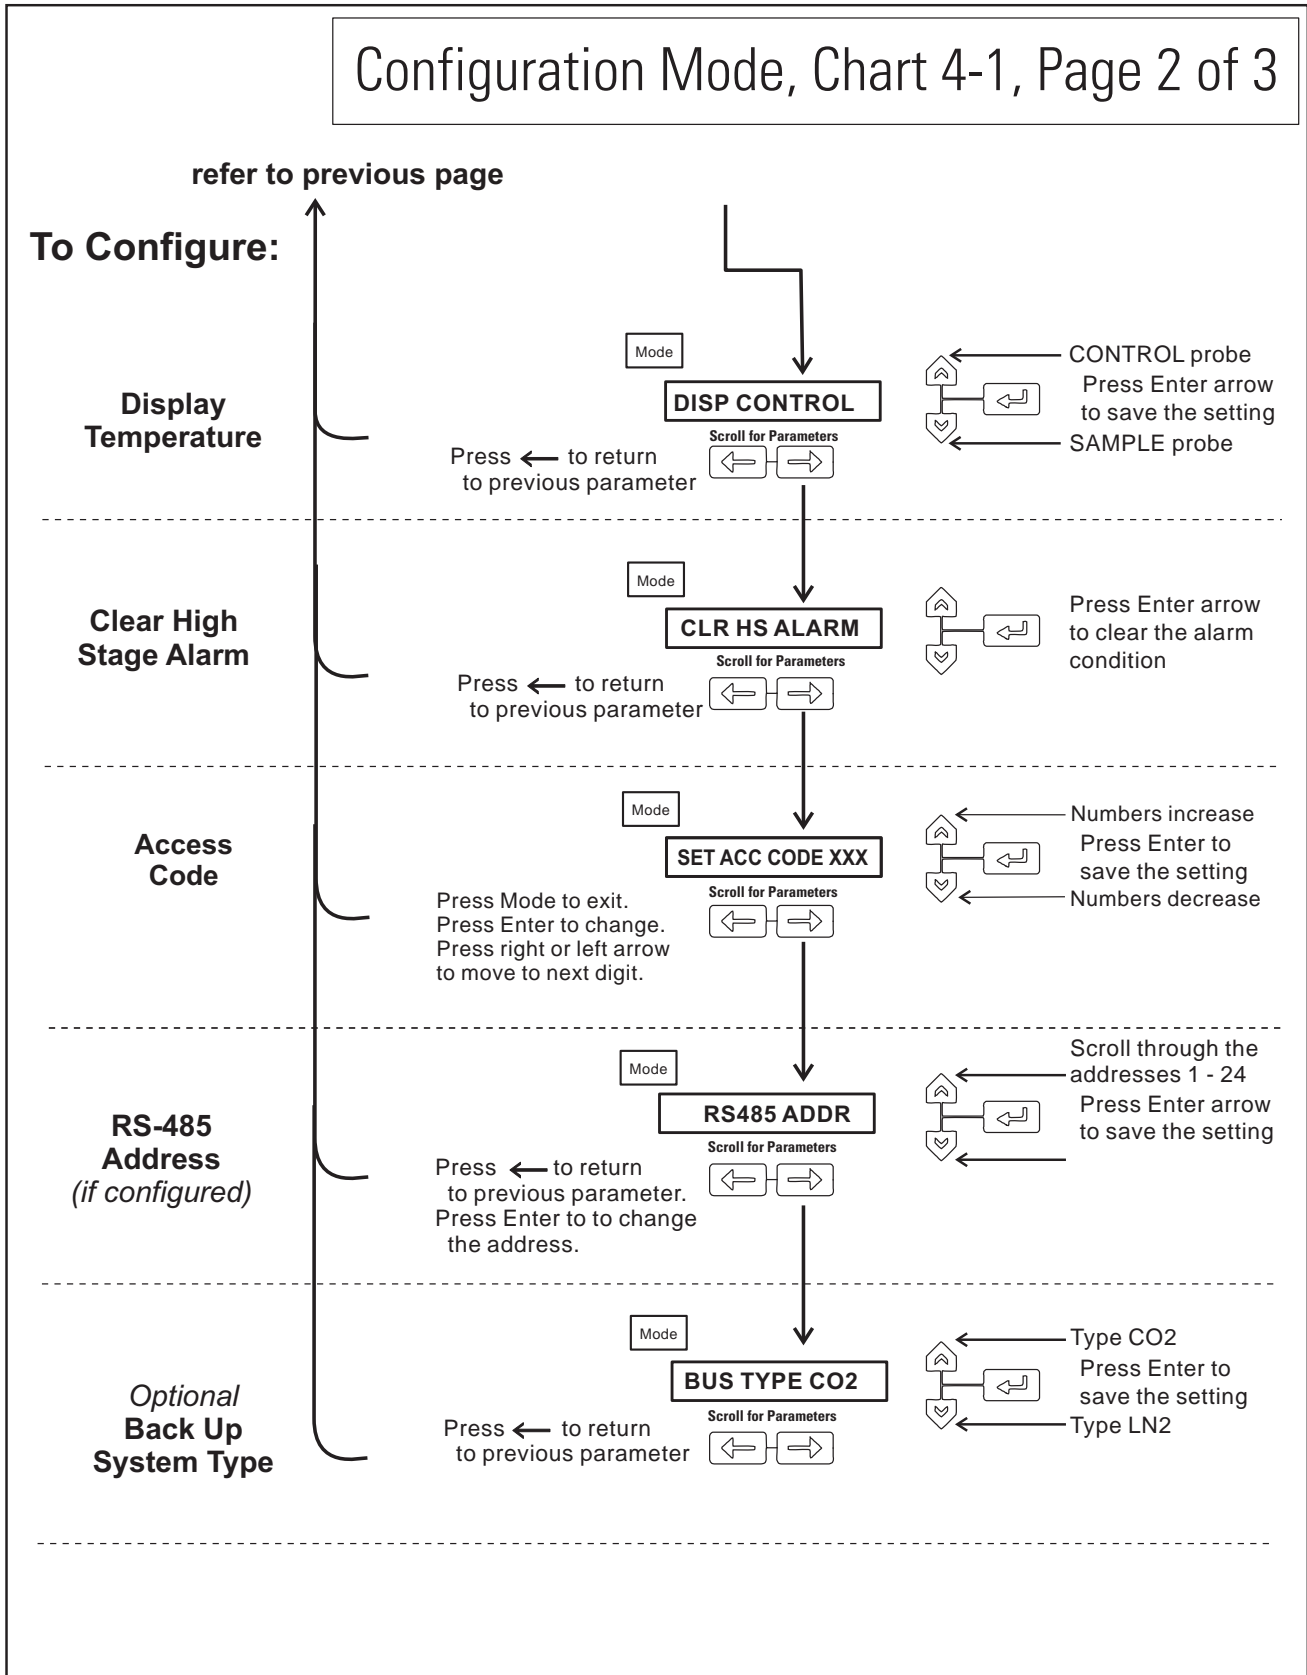 Configuration Mode, Chart 4-1, Page 2 of 3
refer to previous page
To Configure:
Display
Temperature
Mode
DISP CONTROL
Scroll for Parameters
Press ← to return
to previous parameter
CONTROL probe
Press Enter arrow
to save the setting
SAMPLE probe
Clear High
Stage Alarm
Mode
CLR HS ALARM
Scroll for Parameters
Press ← to return
to previous parameter
Press Enter arrow
to clear the alarm
condition
Access
Code
Mode
SET ACC CODE XXX
Scroll for Parameters
Press Mode to exit.
Press Enter to change.
Press right or left arrow
to move to next digit.
Numbers increase
Press Enter to
save the setting
Numbers decrease
RS-485
Address
(if configured)
Mode
RS485 ADDR
Scroll for Parameters
Press ← to return
to previous parameter.
Press Enter to to change
the address.
Scroll through the
addresses 1 - 24
Press Enter arrow
to save the setting
Optional
Back Up
System Type
Mode
BUS TYPE CO2
Scroll for Parameters
Press ← to return
to previous parameter
Type CO2
Press Enter to
save the setting
Type LN2